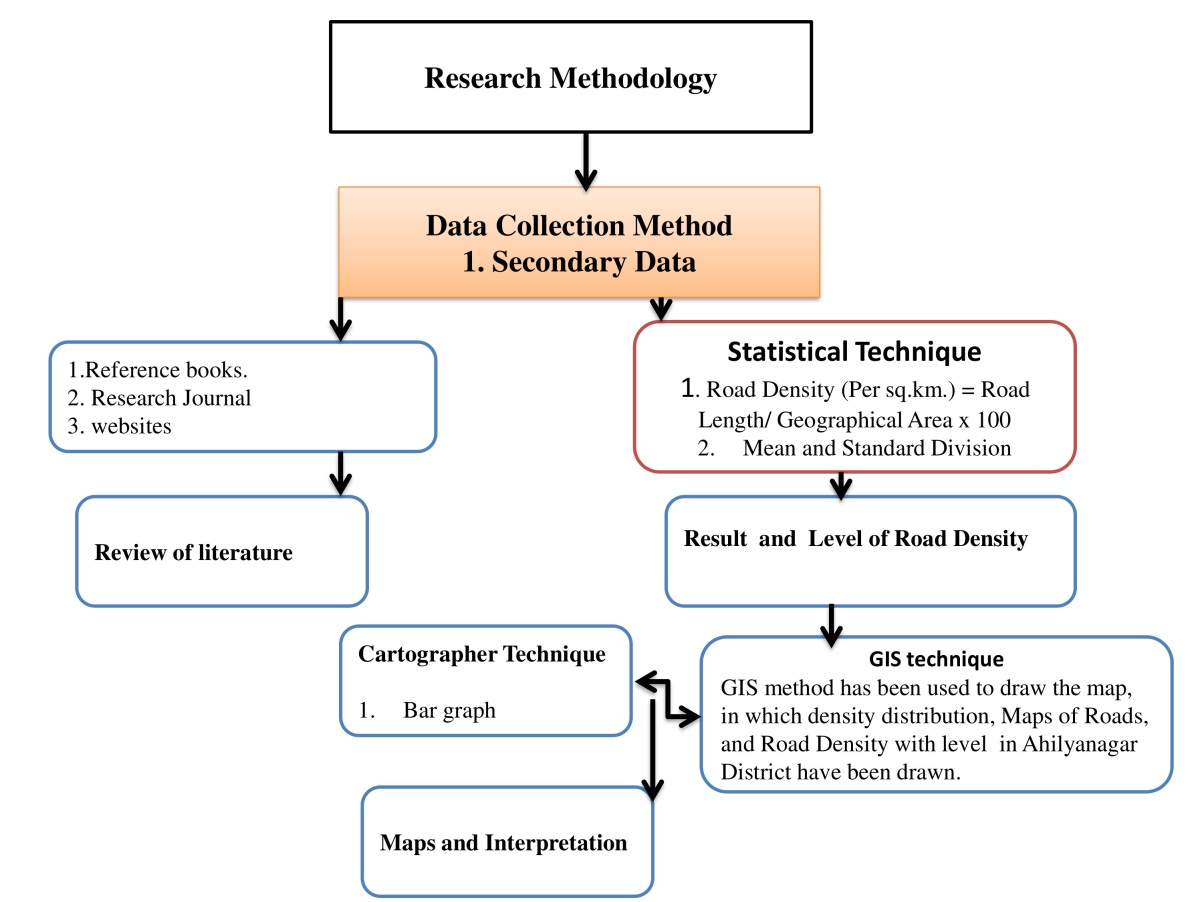 Research Methodology
Data Collection Method
1. Secondary Data
1.Reference books.
2. Research Journal
3. websites
Statistical Technique
1. Road Density (Per sq.km.) = Road
Length/ Geographical Area x 100
2. Mean and Standard Division
Review of literature
Result and Level of Road Density
Cartographer Technique
1. Bar graph
GIS technique
GIS method has been used to draw the map,
in which density distribution, Maps of Roads,
and Road Density with level in Ahilyanagar
District have been drawn.
Maps and Interpretation